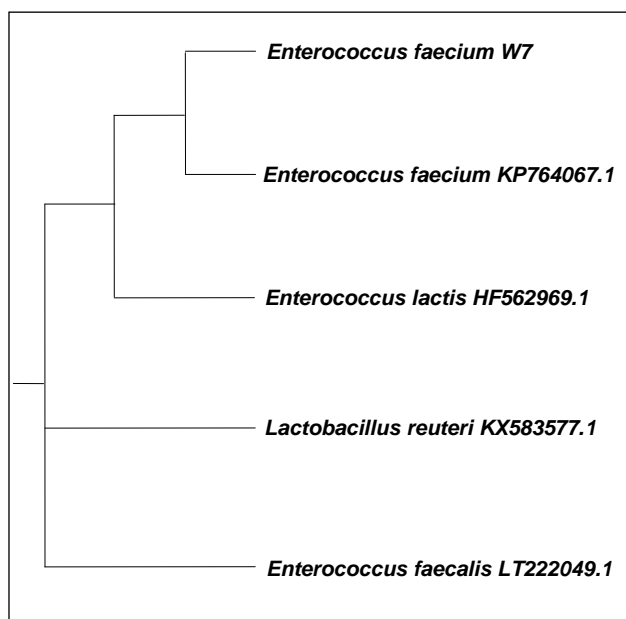 Enterococcus faecium W7
Enterococcus faecium KP764067.1
Enterococcus lactis HF562969.1
Lactobacillus reuteri KX583577.1
Enterococcus faecalis LT222049.1